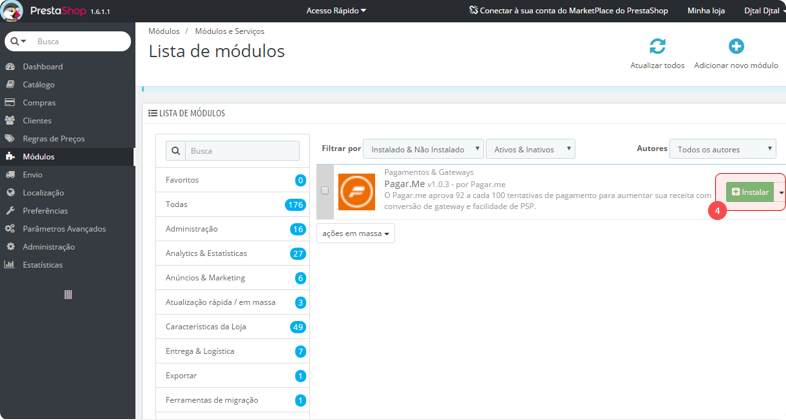 PrestaShop 1.6.1.1
Acesso Rápido
Conectar à sua conta do MarketPlace do PrestaShop
Minha loja
Djtal Djtal
Busca
Dashboard
Catálogo
Compras
Clientes
Regras de Preços
Módulos
Envio
Localização
Preferências
Parâmetros Avançados
Administração
Estatísticas
Módulos / Módulos e Serviços
Lista de módulos
Atualizar todos
Adicionar novo módulo
LISTA DE MÓDULOS
Busca
Favoritos 0
Todas 176
Administração 16
Analytics & Estatísticas 27
Anúncios & Marketing 6
Atualização rápida / em massa 3
Características da Loja 49
Entrega & Logística 7
Exportar 1
Ferramentas de migração 1
Filtrar por Instalado & Não Instalado Ativos & Inativos Autores Todos os autores
Pagamentos & Gateways
Pagar.Me v1.0.3 - por Pagar.me
O Pagar.me aprova 92 a cada 100 tentativas de pagamento para aumentar sua receita com
conversão de gateway e facilidade de PSP.
Instalar
4
ações em massa